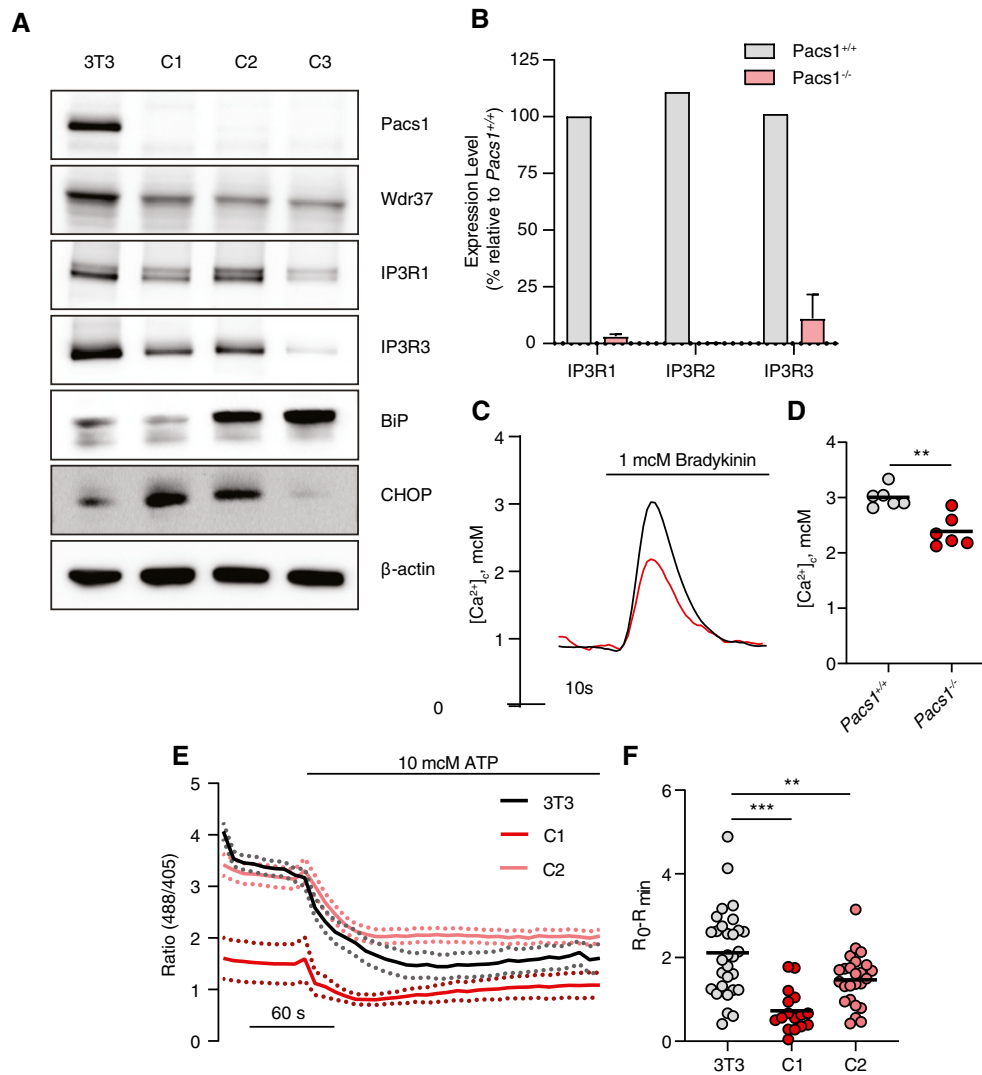 A
3T3 C1 C2 C3
Pacs1
Wdr37
IP3R1
IP3R3
BiP
CHOP
β-actin
B
Pacs1+/+
Pacs1-/-
Expression Level
(% relative to Pacs1+/+)
125
100
75
50
25
0
IP3R1 IP3R2 IP3R3
C
[Ca²⁺]c, mcM
4
3
2
1
0
1 mcM Bradykinin
10s
D
[Ca²⁺]c, mcM
4
3
2
1
0
**
Pacs1+/+
Pacs1-/-
E
10 mcM ATP
Ratio (488/405)
5
4
3
2
1
0
3T3
C1
C2
60 s
F
R0-Rmin
6
4
2
0
**
***
3T3 C1 C2